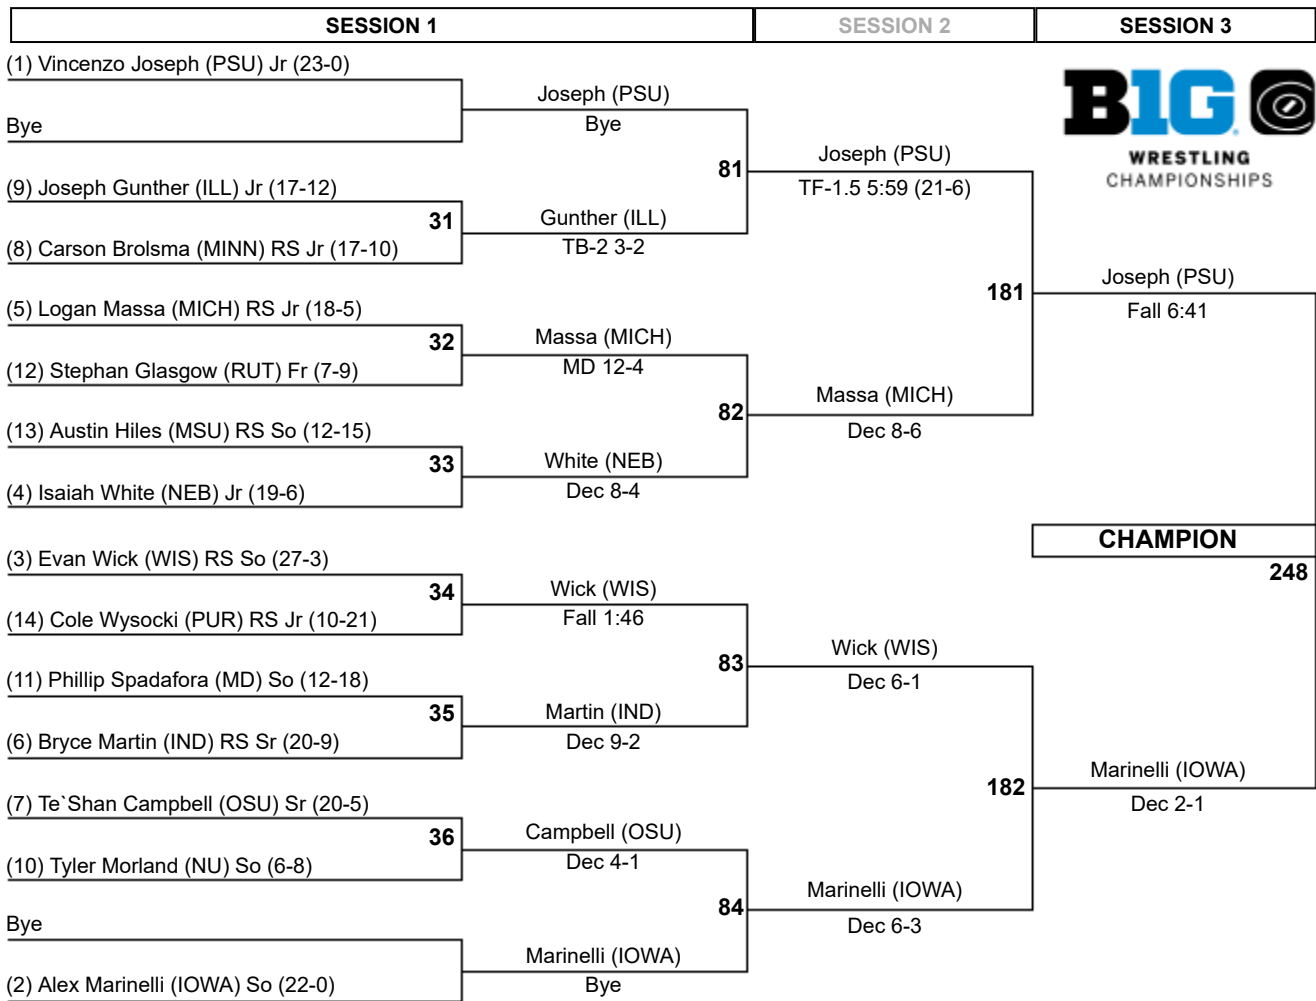 SESSION 1
SESSION 2
SESSION 3
(1) Vincenzo Joseph (PSU) Jr (23-0)
Bye
(9) Joseph Gunther (ILL) Jr (17-12)
31
(8) Carson Brolsma (MINN) RS Jr (17-10)
(5) Logan Massa (MICH) RS Jr (18-5)
32
(12) Stephan Glasgow (RUT) Fr (7-9)
(13) Austin Hiles (MSU) RS So (12-15)
33
(4) Isaiah White (NEB) Jr (19-6)
(3) Evan Wick (WIS) RS So (27-3)
34
(14) Cole Wysocki (PUR) RS Jr (10-21)
(11) Phillip Spadafora (MD) So (12-18)
35
(6) Bryce Martin (IND) RS Sr (20-9)
(7) Te`Shan Campbell (OSU) Sr (20-5)
36
(10) Tyler Morland (NU) So (6-8)
Bye
(2) Alex Marinelli (IOWA) So (22-0)
Joseph (PSU)
Bye
81
Gunther (ILL)
TB-2 3-2
Massa (MICH)
MD 12-4
82
White (NEB)
Dec 8-4
Wick (WIS)
Fall 1:46
83
Martin (IND)
Dec 9-2
Campbell (OSU)
Dec 4-1
84
Marinelli (IOWA)
Bye
Joseph (PSU)
TF-1.5 5:59 (21-6)
181
Massa (MICH)
Dec 8-6
Wick (WIS)
Dec 6-1
182
Marinelli (IOWA)
Dec 6-3
B1G
WRESTLING
CHAMPIONSHIPS
Joseph (PSU)
Fall 6:41
CHAMPION
248
Marinelli (IOWA)
Dec 2-1